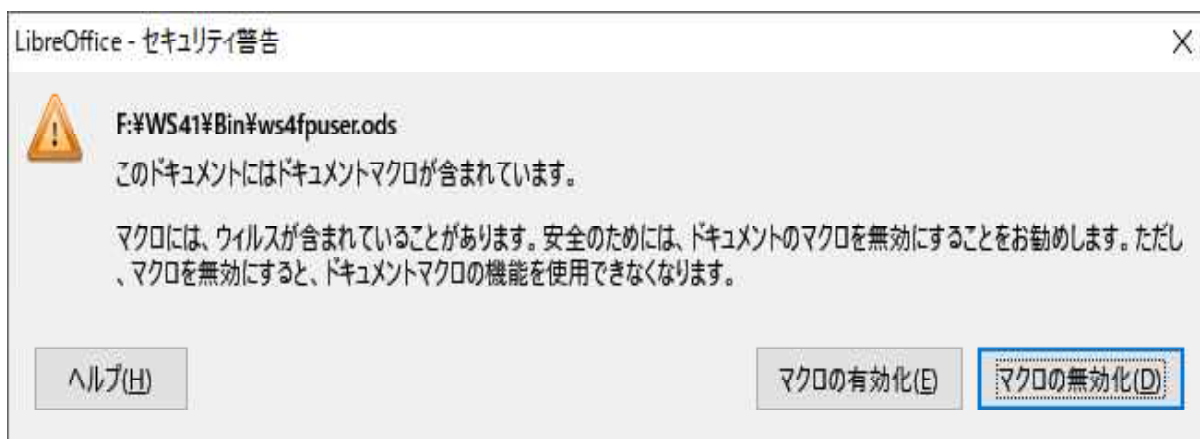 LibreOffice - セキュリティ警告
F:¥WS41¥Bin¥ws4fpuser.ods
このドキュメントにはドキュメントマクロが含まれています。
マクロには、ウィルスが含まれていることがあります。安全のためには、ドキュメントのマクロを無効にすることをお勧めします。ただし
、マクロを無効にすると、ドキュメントマクロの機能を使用できなくなります。
ヘルプ(H) マクロの有効化(E) マクロの無効化(D)